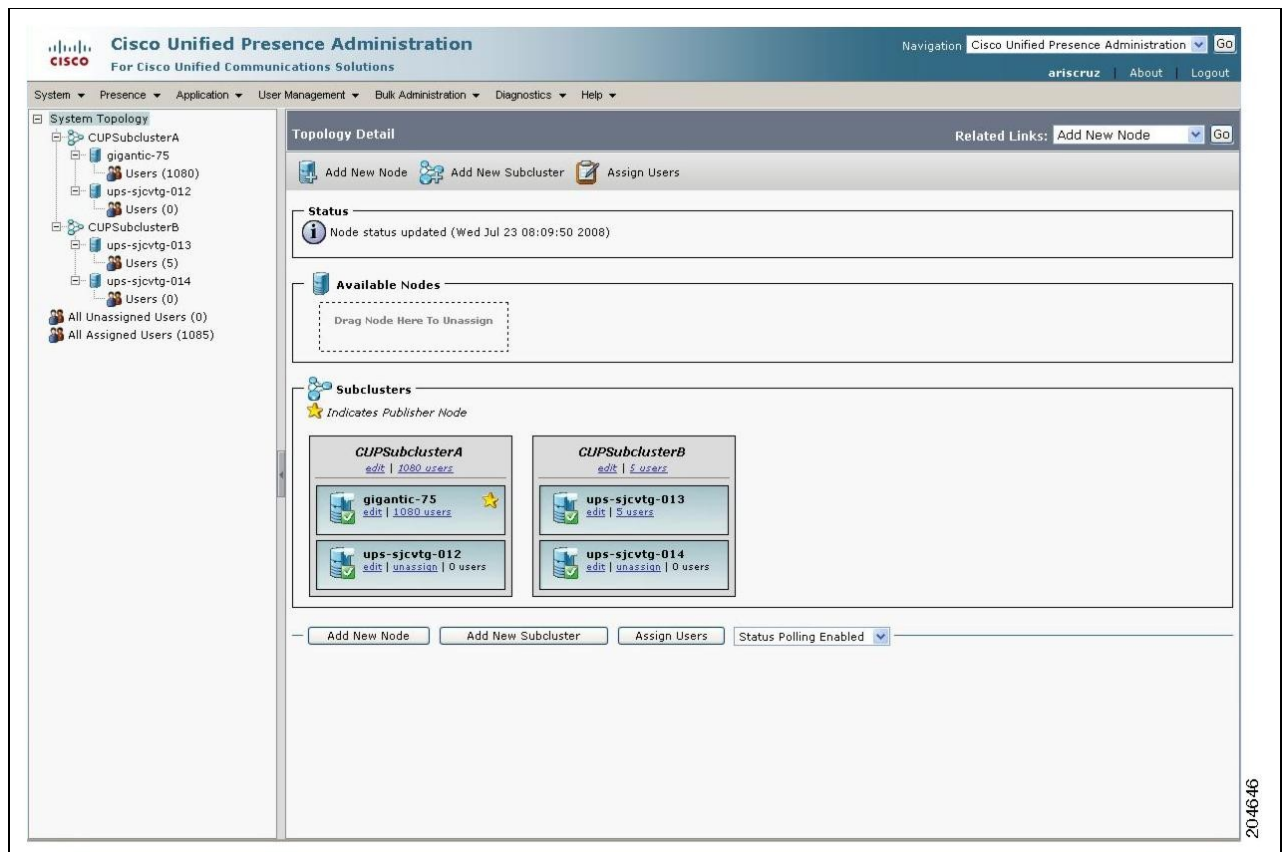 Cisco Unified Presence Administration
For Cisco Unified Communications Solutions
CISCO
Navigation Cisco Unified Presence Administration Go
ariscruz | About | Logout
System Presence Application User Management Bulk Administration Diagnostics Help
System Topology
CUPSubclusterA
gigantic-75
Users (1080)
ups-sjcvtg-012
Users (0)
CUPSubclusterB
ups-sjcvtg-013
Users (5)
ups-sjcvtg-014
Users (0)
All Unassigned Users (0)
All Assigned Users (1085)
Topology Detail
Related Links: Add New Node Go
Add New Node Add New Subcluster Assign Users
Status
Node status updated (Wed Jul 23 08:09:50 2008)
Available Nodes
Drag Node Here To Unassign
Subclusters
Indicates Publisher Node
CUPSubclusterA
edit | 1080 users
gigantic-75
edit | 1080 users
ups-sjcvtg-012
edit | unassign | 0 users
CUPSubclusterB
edit | 5 users
ups-sjcvtg-013
edit | 5 users
ups-sjcvtg-014
edit | unassign | 0 users
Add New Node Add New Subcluster Assign Users Status Polling Enabled
204646